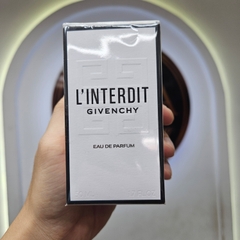 L'INTERDIT
GIVENCHY
EAU DE PARFUM